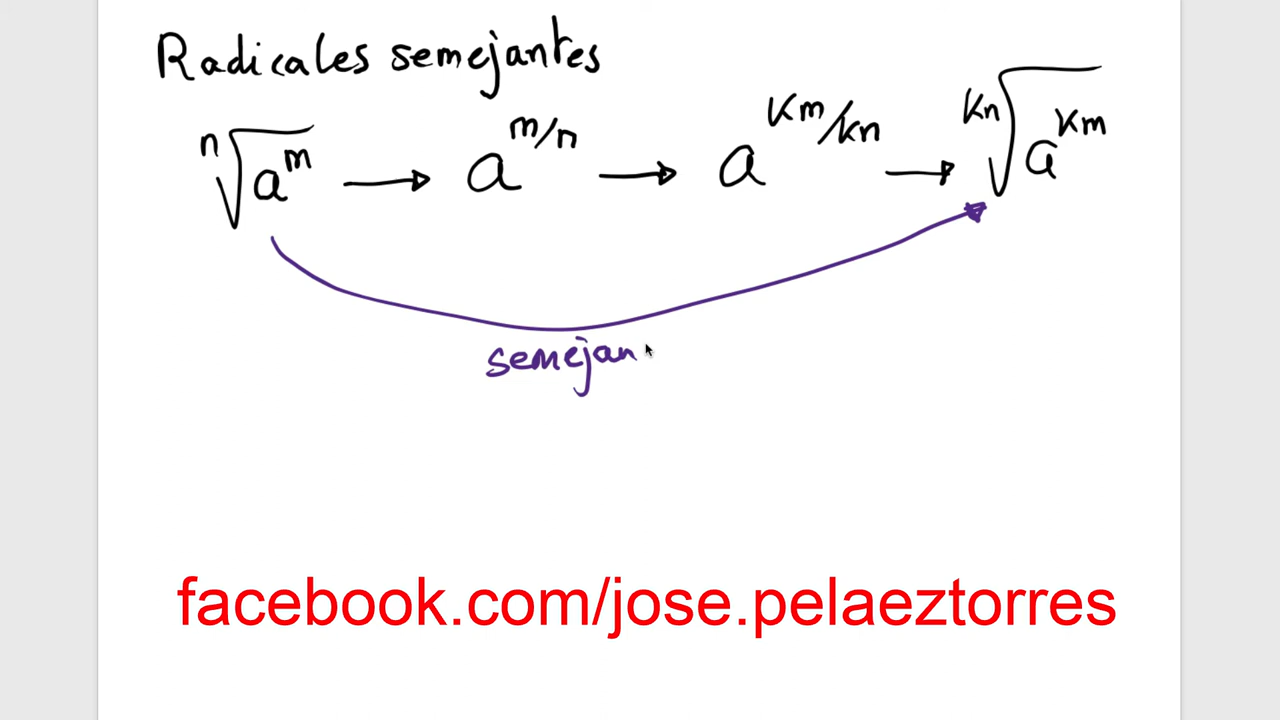 Radicales semejantes
ⁿ√aᵐ → a^m/n → a^Km/kn → ᴷⁿ√a^Km
semejan
facebook.com/jose.pelaeztorres